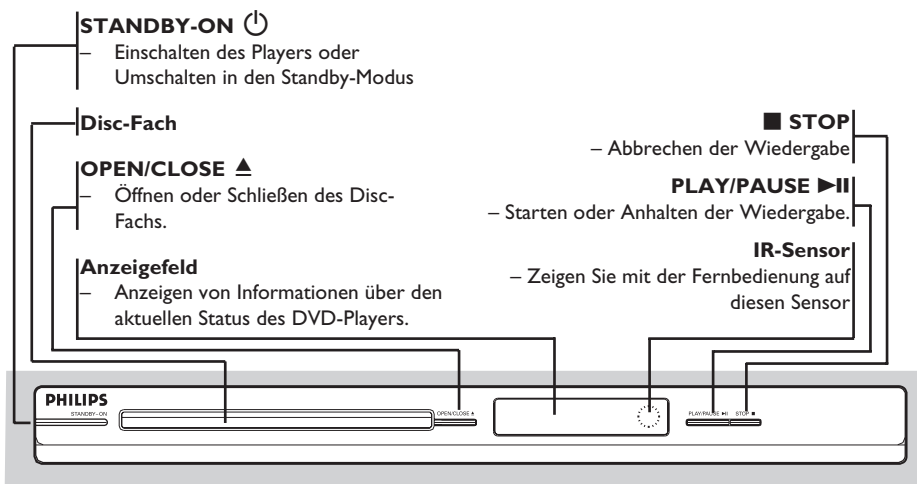 STANDBY-ON ⏻
– Einschalten des Players oder
Umschalten in den Standby-Modus
Disc-Fach
OPEN/CLOSE ≜
– Öffnen oder Schließen des Disc-
Fachs.
Anzeigefeld
– Anzeigen von Informationen über den
aktuellen Status des DVD-Players.
■ STOP
– Abbrechen der Wiedergabe
PLAY/PAUSE ►II
– Starten oder Anhalten der Wiedergabe.
IR-Sensor
– Zeigen Sie mit der Fernbedienung auf
diesen Sensor
PHILIPS
STANDBY-ON
OPEN/CLOSE ≜
PLAY/PAUSE ►II STOP ■